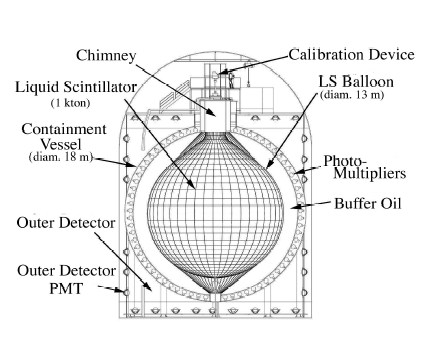 Chimney
Calibration Device
Liquid Scintillator
(1 kton)
LS Balloon
(diam. 13 m)
Containment
Vessel
(diam. 18 m)
Photo-
Multipliers
Buffer Oil
Outer Detector
Outer Detector
PMT